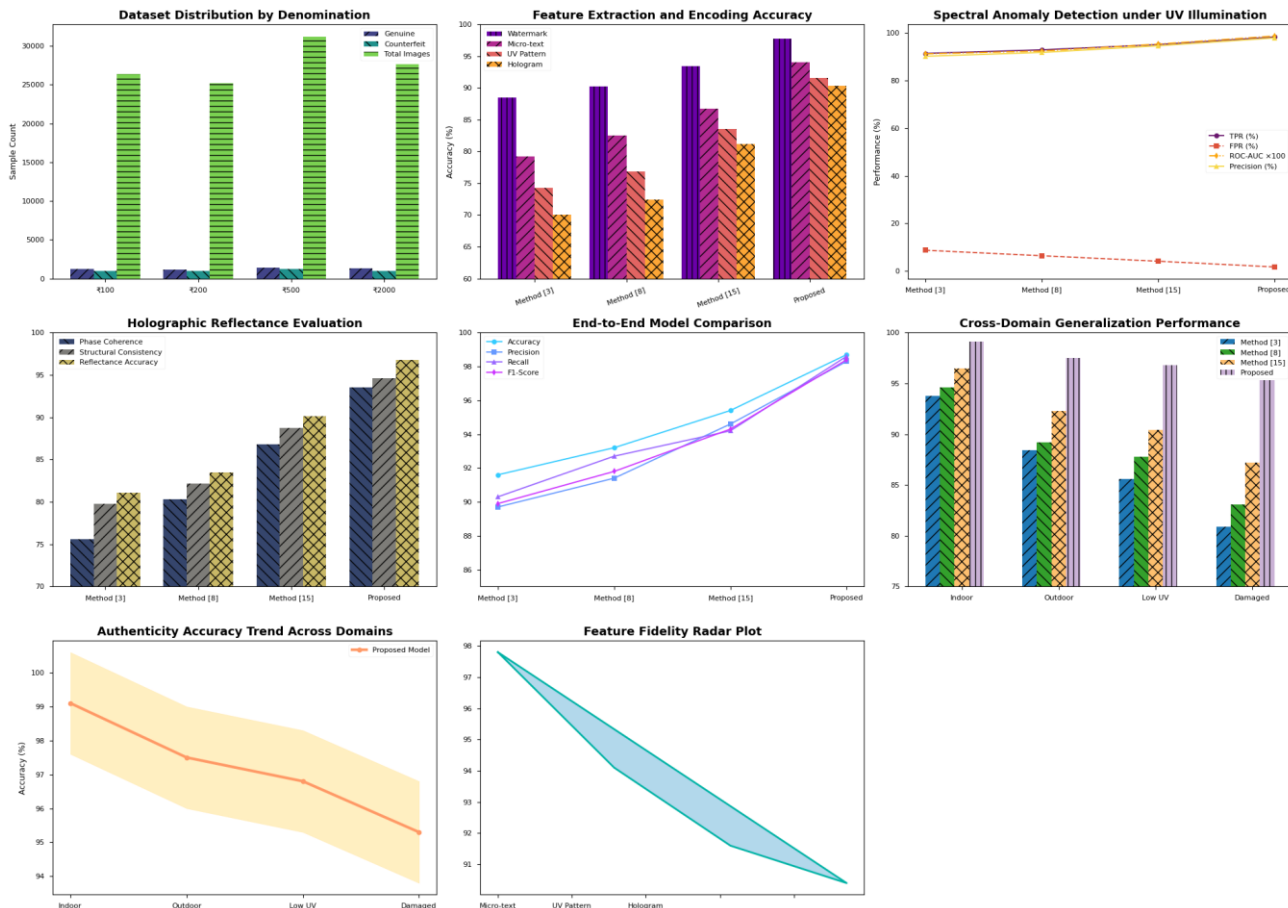 Dataset Distribution by Denomination
Genuine
Counterfeit
Total Images
Sample Count
30000
25000
20000
15000
10000
5000
0
₹100 ₹200 ₹500 ₹2000
Feature Extraction and Encoding Accuracy
Watermark
Micro-text
UV Pattern
Hologram
Accuracy (%)
100
95
90
85
80
75
70
65
60
Method [3] Method [8] Method [15] Proposed
Spectral Anomaly Detection under UV Illumination
TPR (%)
FPR (%)
ROC-AUC ×100
Precision (%)
Performance (%)
100
80
60
40
20
0
Method [3] Method [8] Method [15] Proposed
Holographic Reflectance Evaluation
Phase Coherence
Structural Consistency
Reflectance Accuracy
100
95
90
85
80
75
70
Method [3] Method [8] Method [15] Proposed
End-to-End Model Comparison
Accuracy
Precision
Recall
F1-Score
100
98
96
94
92
90
88
86
Method [3] Method [8] Method [15] Proposed
Cross-Domain Generalization Performance
Method [3]
Method [8]
Method [15]
Proposed
100
95
90
85
80
75
Indoor Outdoor Low UV Damaged
Authenticity Accuracy Trend Across Domains
Proposed Model
Accuracy (%)
100
99
98
97
96
95
94
Indoor Outdoor Low UV Damaged
Feature Fidelity Radar Plot
98
97
96
95
94
93
92
91
Micro-text UV Pattern Hologram